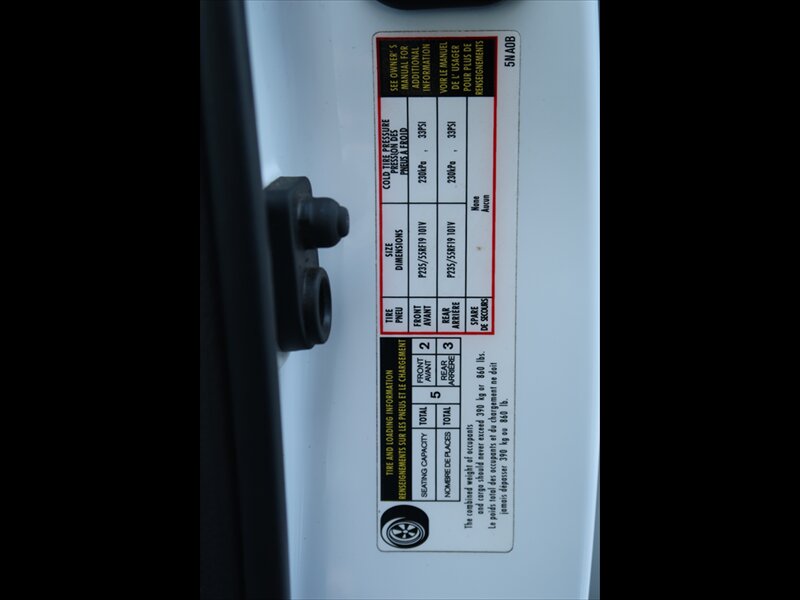 TIRE AND LOADING INFORMATION
RENSEIGNEMENTS SUR LES PNEUS ET LE CHARGEMENT
SEATING CAPACITY TOTAL 5 FRONT AVANT 2
NOMBRE DE PLACES TOTAL REAR ARRIÈRE 3
The combined weight of occupants
and cargo should never exceed 390 kg or 860 lbs.
Le poids total des occupants et du chargement ne doit
jamais dépasser 390 kg ou 860 lb.
TIRE
PNEU
SIZE
DIMENSIONS
COLD TIRE PRESSURE
PRESSION DES
PNEUS À FROID
SEE OWNER'S
MANUAL FOR
ADDITIONAL
INFORMATION
FRONT
AVANT
P235/55RF19 101V
230kPa , 33PSI
REAR
ARRIÈRE
P235/55RF19 101V
230kPa , 33PSI
VOIR LE MANUEL
DE L'USAGER
POUR PLUS DE
RENSEIGNEMENTS
SPARE
DE SECOURS
None
Aucun
5NA0B